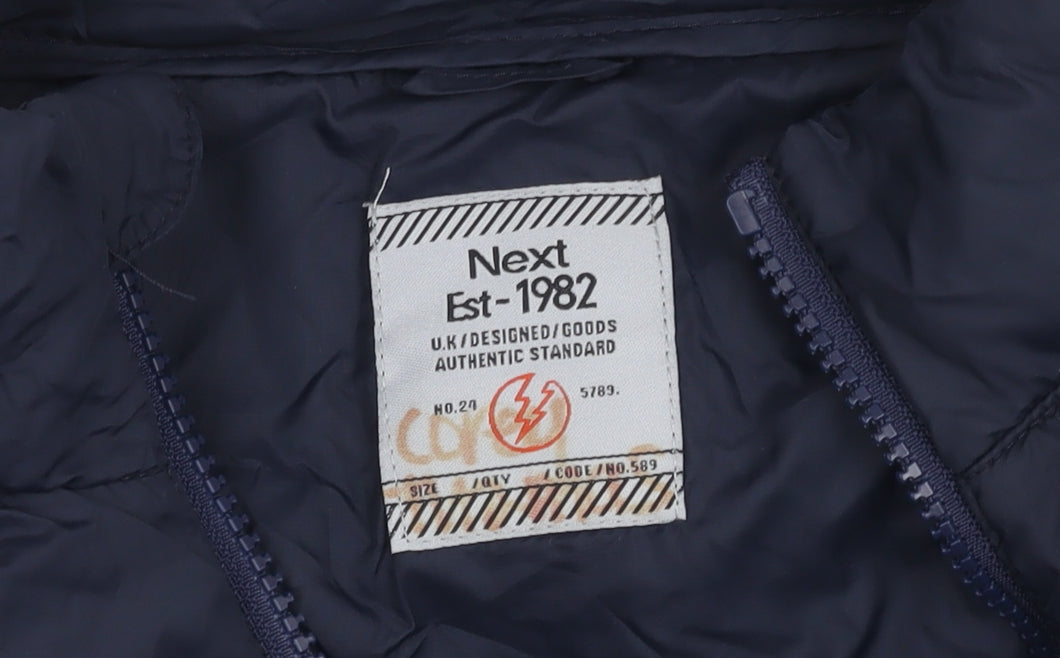 Next
Est-1982
U.K/DESIGNED/GOODS
AUTHENTIC STANDARD
NO.24 5789.
SIZE /QTY /CODE/NO.589